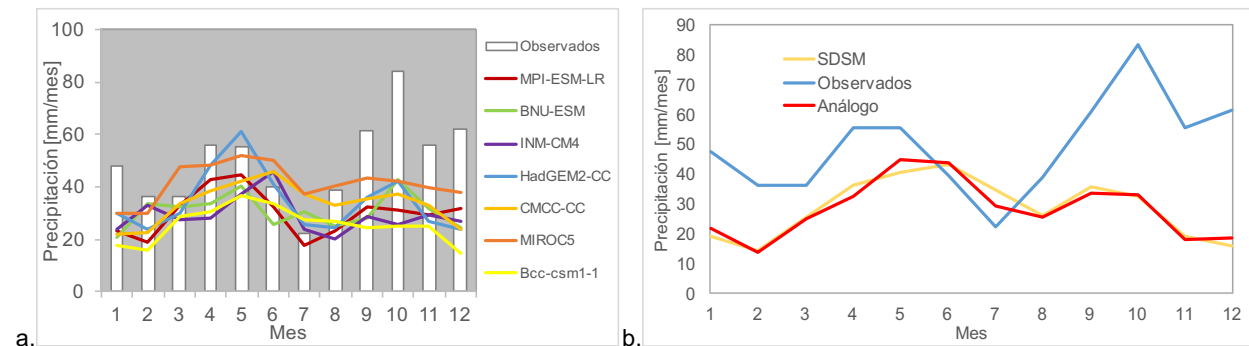 Precipitación [mm/mes]
100
80
60
40
20
0
1 2 3 4 5 6 7 8 9 10 11 12
Mes
Observados
MPI-ESM-LR
BNU-ESM
INM-CM4
HadGEM2-CC
CMCC-CC
MIROC5
Bcc-csm1-1
a.
Precipitación [mm/mes]
90
80
70
60
50
40
30
20
10
0
1 2 3 4 5 6 7 8 9 10 11 12
Mes
SDSM
Observados
Análogo
b.